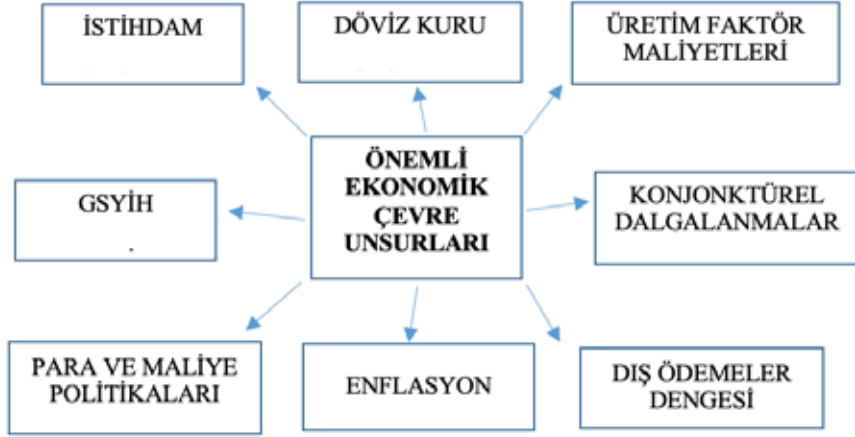 İSTİHDAM
DÖVİZ KURU
ÜRETİM FAKTÖR
MALİYETLERİ
ÖNEMLİ
EKONOMİK
ÇEVRE
UNSURLARI
GSYİH
.
KONJONKTÜREL
DALGALANMALAR
PARA VE MALİYE
POLİTİKALARI
ENFLASYON
DIŞ ÖDEMELER
DENGESİ